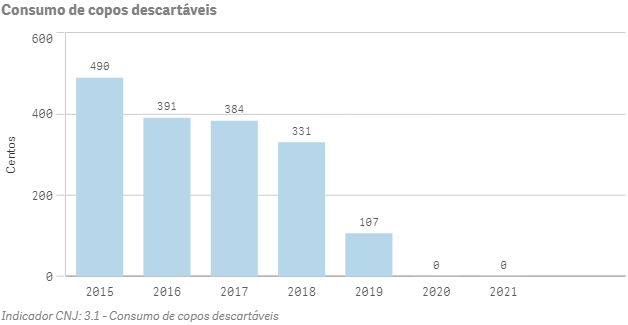 Consumo de copos descartáveis
600
400
200
0
Centos
490
391
384
331
107
0
0
2015 2016 2017 2018 2019 2020 2021
Indicador CNJ: 3.1 - Consumo de copos descartáveis